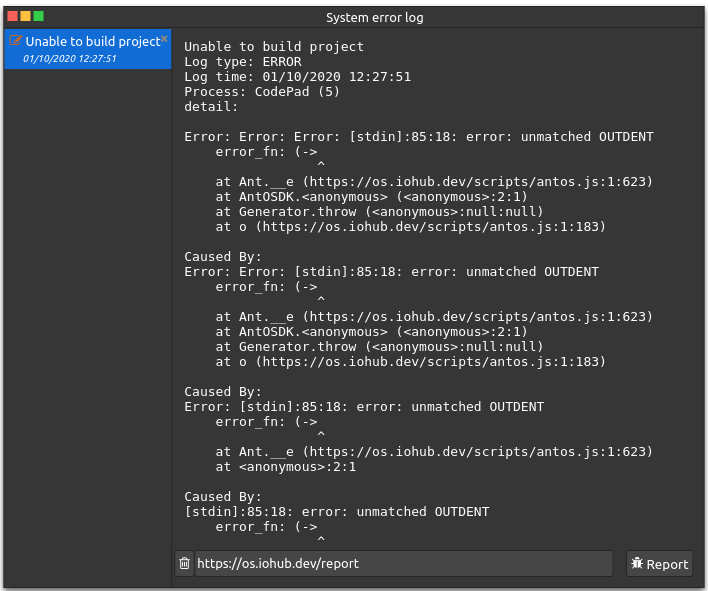 System error log
Unable to build project
01/10/2020 12:27:51
Unable to build project
Log type: ERROR
Log time: 01/10/2020 12:27:51
Process: CodePad (5)
detail:
Error: Error: Error: [stdin]:85:18: error: unmatched OUTDENT
    error_fn: (->
                 ^
    at Ant.__e (https://os.iohub.dev/scripts/antos.js:1:623)
    at AntOSDK.<anonymous> (<anonymous>:2:1)
    at Generator.throw (<anonymous>:null:null)
    at o (https://os.iohub.dev/scripts/antos.js:1:183)
Caused By:
Error: Error: [stdin]:85:18: error: unmatched OUTDENT
    error_fn: (->
                 ^
    at Ant.__e (https://os.iohub.dev/scripts/antos.js:1:623)
    at AntOSDK.<anonymous> (<anonymous>:2:1)
    at Generator.throw (<anonymous>:null:null)
    at o (https://os.iohub.dev/scripts/antos.js:1:183)
Caused By:
Error: [stdin]:85:18: error: unmatched OUTDENT
    error_fn: (->
                 ^
    at Ant.__e (https://os.iohub.dev/scripts/antos.js:1:623)
    at <anonymous>:2:1
Caused By:
[stdin]:85:18: error: unmatched OUTDENT
    error_fn: (->
                 ^
https://os.iohub.dev/report
Report